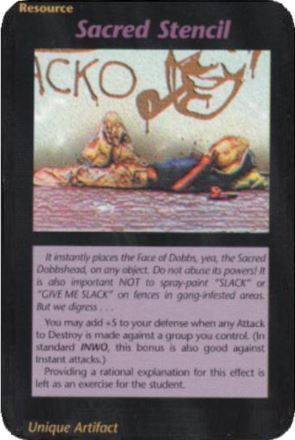 Resource
Sacred Stencil
ACKO
It instantly places the Face of Dobbs, yea, the Sacred
Dobbshead, on any object. Do not abuse its powers! It
is also important NOT to spray-paint "SLACK" or
"GIVE ME SLACK" on fences in gang-infested areas.
But we digress . . .
You may add +5 to your defense when any Attack
to Destroy is made against a group you control. (In
standard INWO, this bonus is also good against
Instant attacks.)
Providing a rational explanation for this effect is
left as an exercise for the student.
Unique Artifact